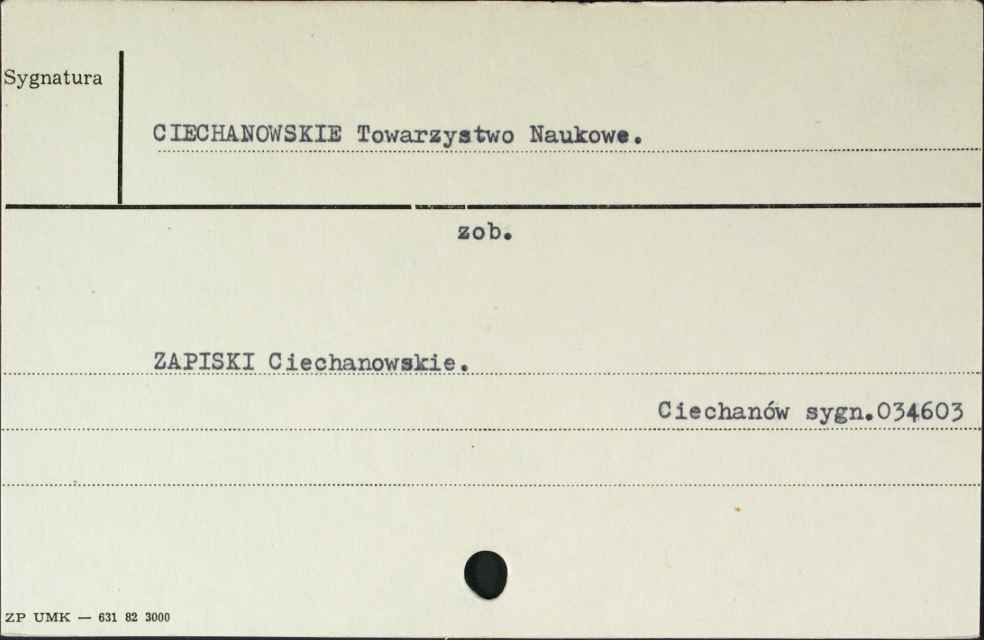 Sygnatura
CIECHANOWSKIE Towarzystwo Naukowe.
zob.
ZAPISKI Ciechanowskie.
Ciechanów sygn.034603
ZP UMK — 631 82 3000